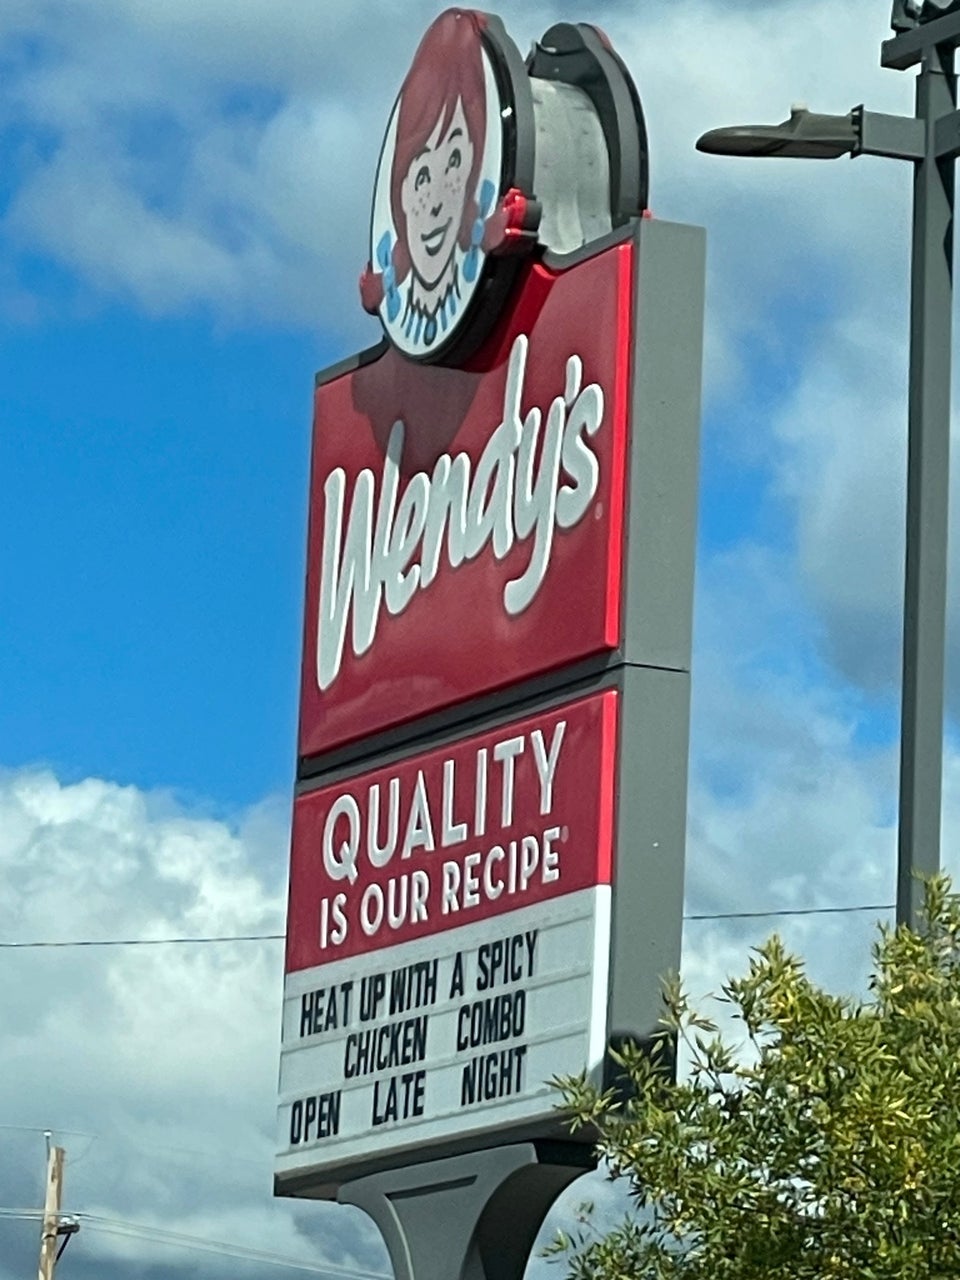 Wendy's
QUALITY
IS OUR RECIPE®
HEAT UP WITH A SPICY
CHICKEN COMBO
OPEN LATE NIGHT